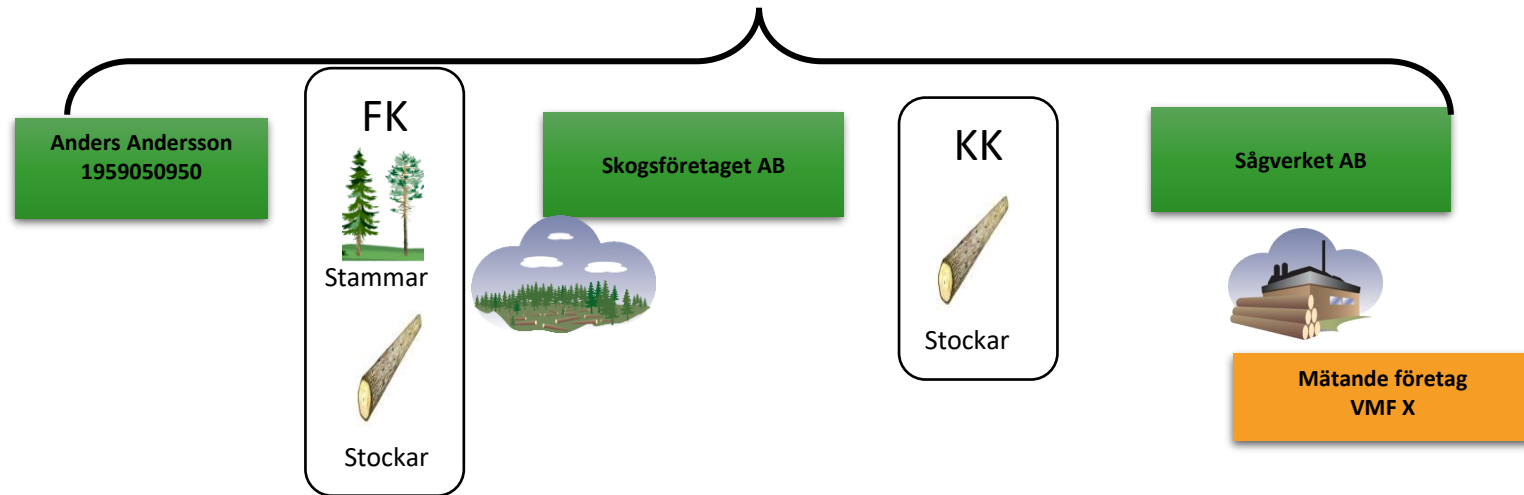 Anders Andersson
1959050950
FK
Stammar
Stockar
Skogsföretaget AB
KK
Stockar
Sågverket AB
Mätande företag
VMF X